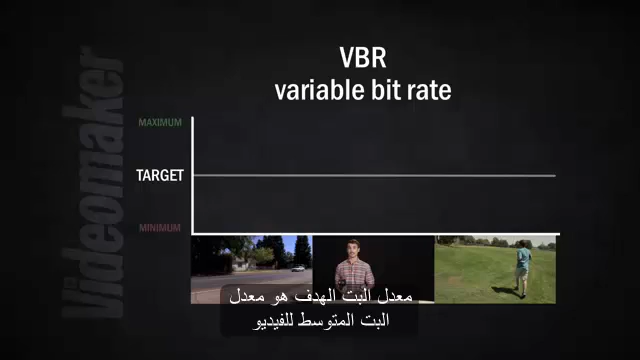 VBR
variable bit rate
MAXIMUM
TARGET
MINIMUM
Videomaker
معدل البت الهدف هو معدل
البت المتوسط للفيديو